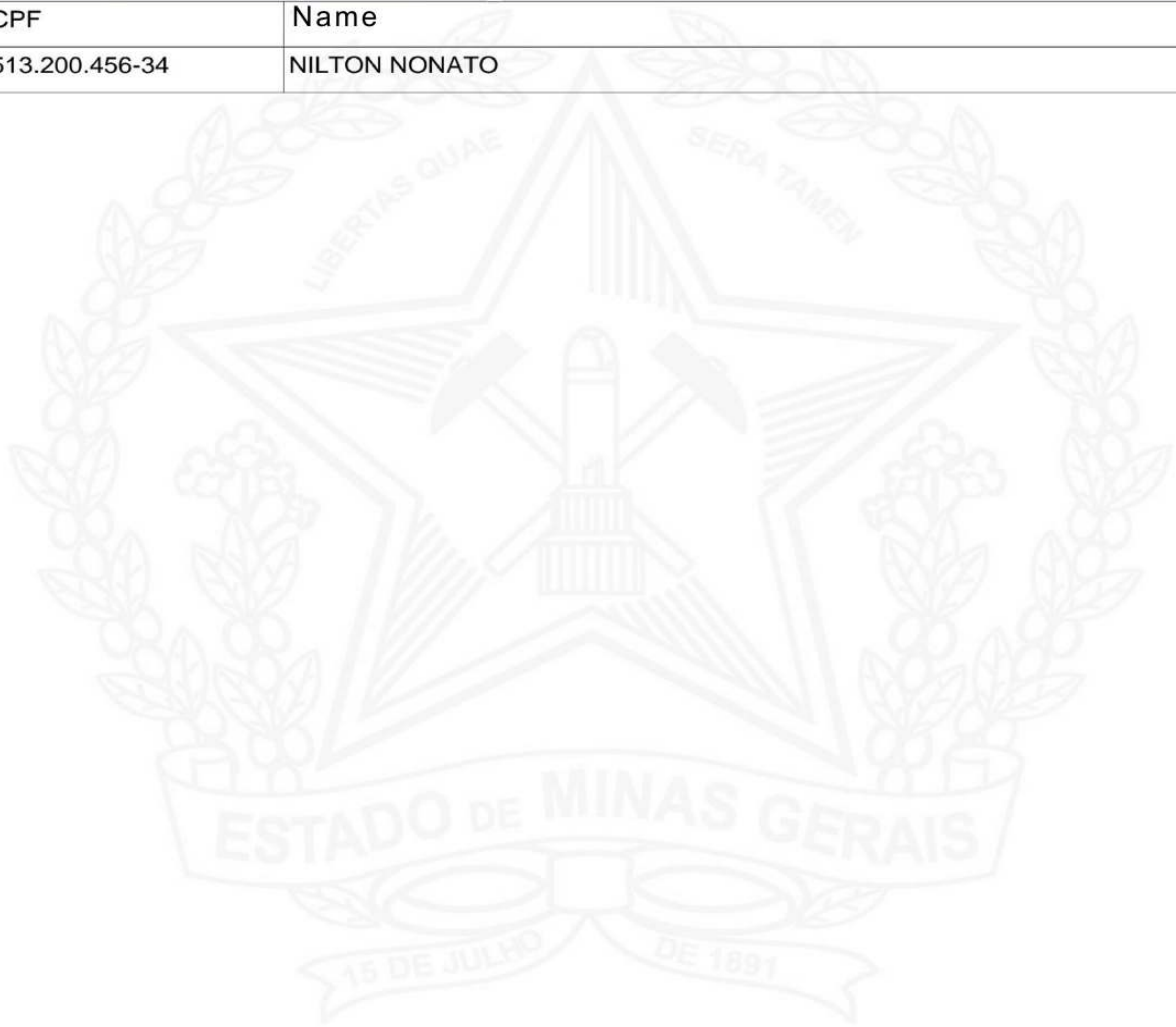 CPF Name
513.200.456-34 NILTON NONATO
LIBERTAS QUAE SERA TAMEN
ESTADO DE MINAS GERAIS
15 DE JULHO DE 1891